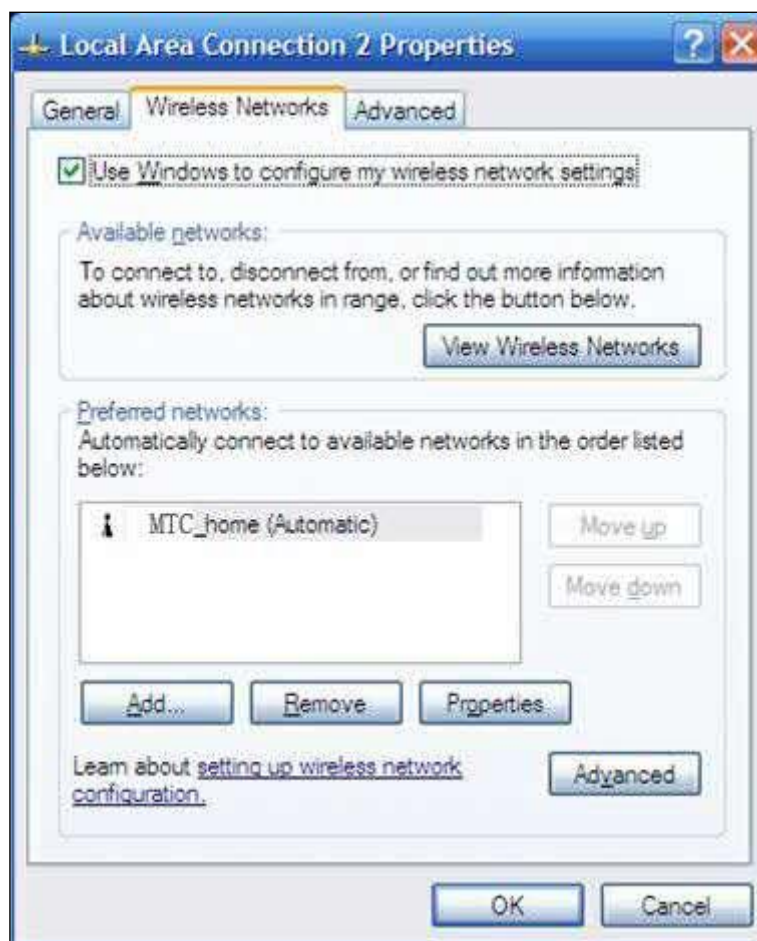 Local Area Connection 2 Properties
General Wireless Networks Advanced
Use Windows to configure my wireless network settings
Available networks:
To connect to, disconnect from, or find out more information
about wireless networks in range, click the button below.
View Wireless Networks
Preferred networks:
Automatically connect to available networks in the order listed
below:
MTC_home (Automatic)
Move up
Move down
Add... Remove Properties
Learn about setting up wireless network
configuration.
Advanced
OK Cancel